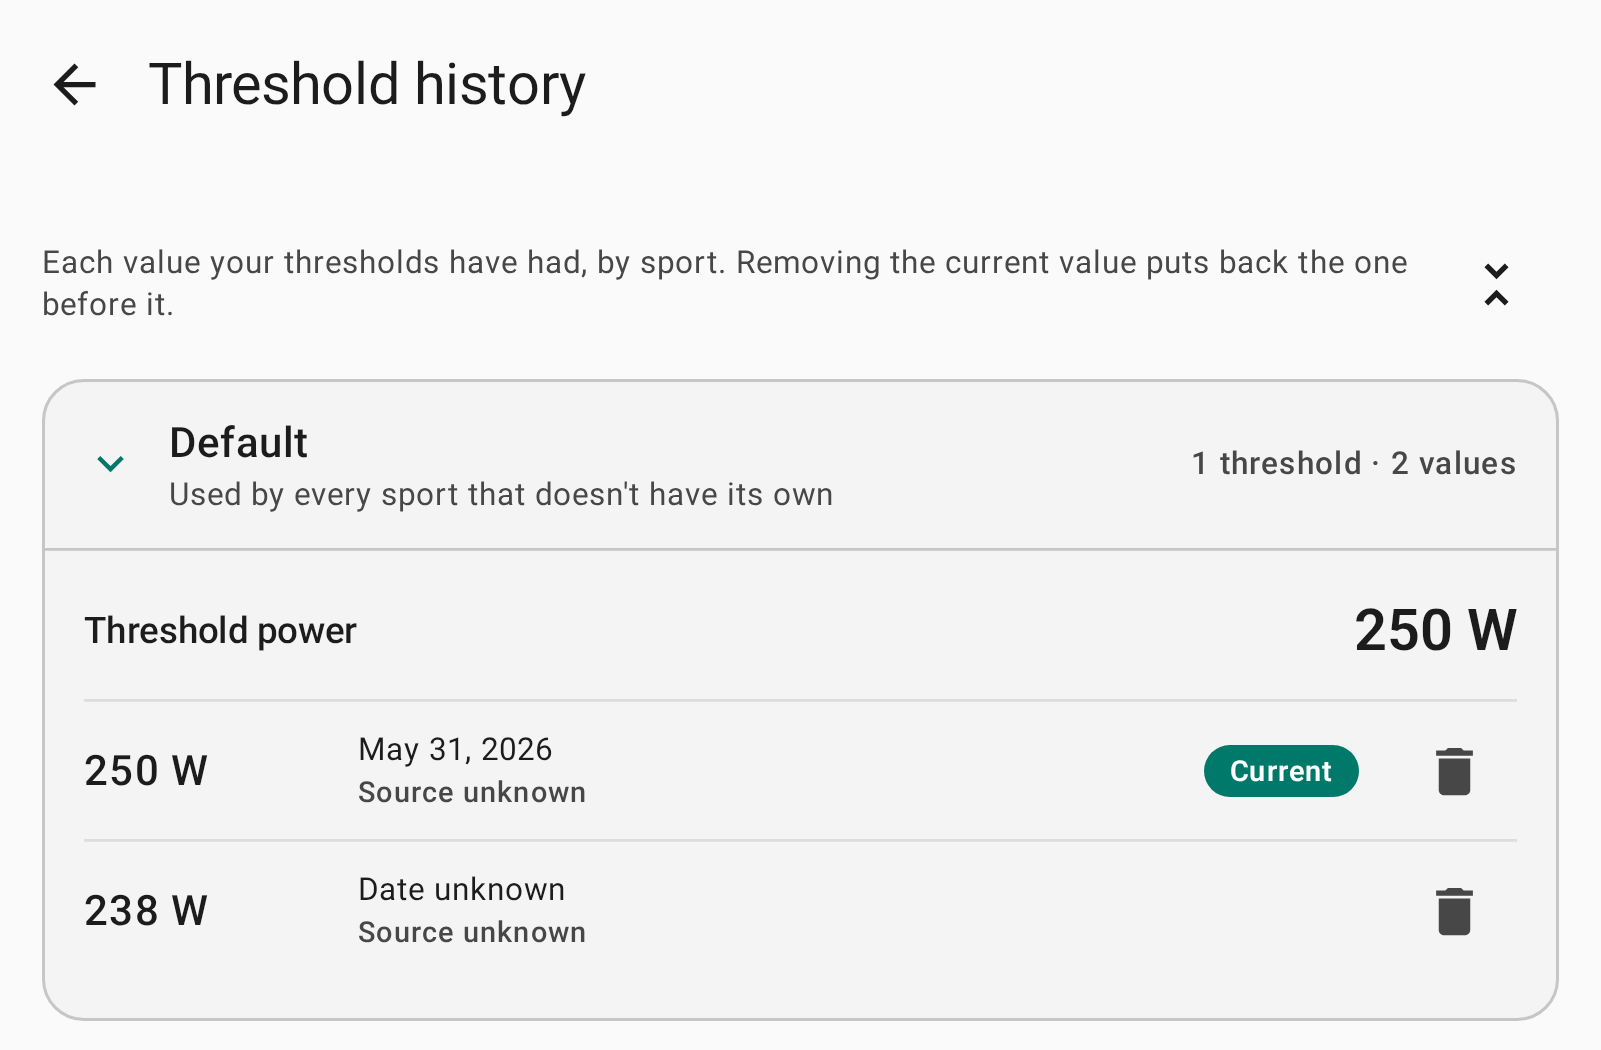 Threshold history
Each value your thresholds have had, by sport. Removing the current value puts back the one
before it.
Default
Used by every sport that doesn't have its own
1 threshold · 2 values
Threshold power
250 W
250 W
May 31, 2026
Source unknown
Current
238 W
Date unknown
Source unknown